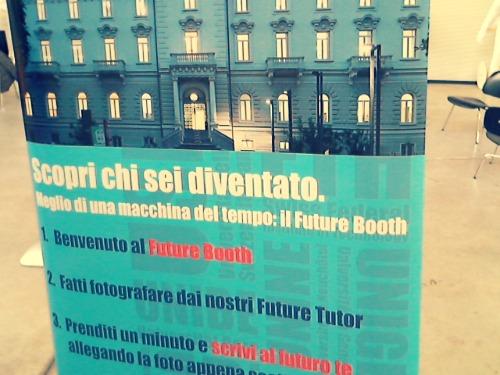 Scopri chi sei diventato.
Meglio di una macchina del tempo: il Future Booth
1. Benvenuto al Future Booth
2. Fatti fotografare dai nostri Future Tutor
3. Prenditi un minuto e scrivi al futuro te
allegando la foto appena